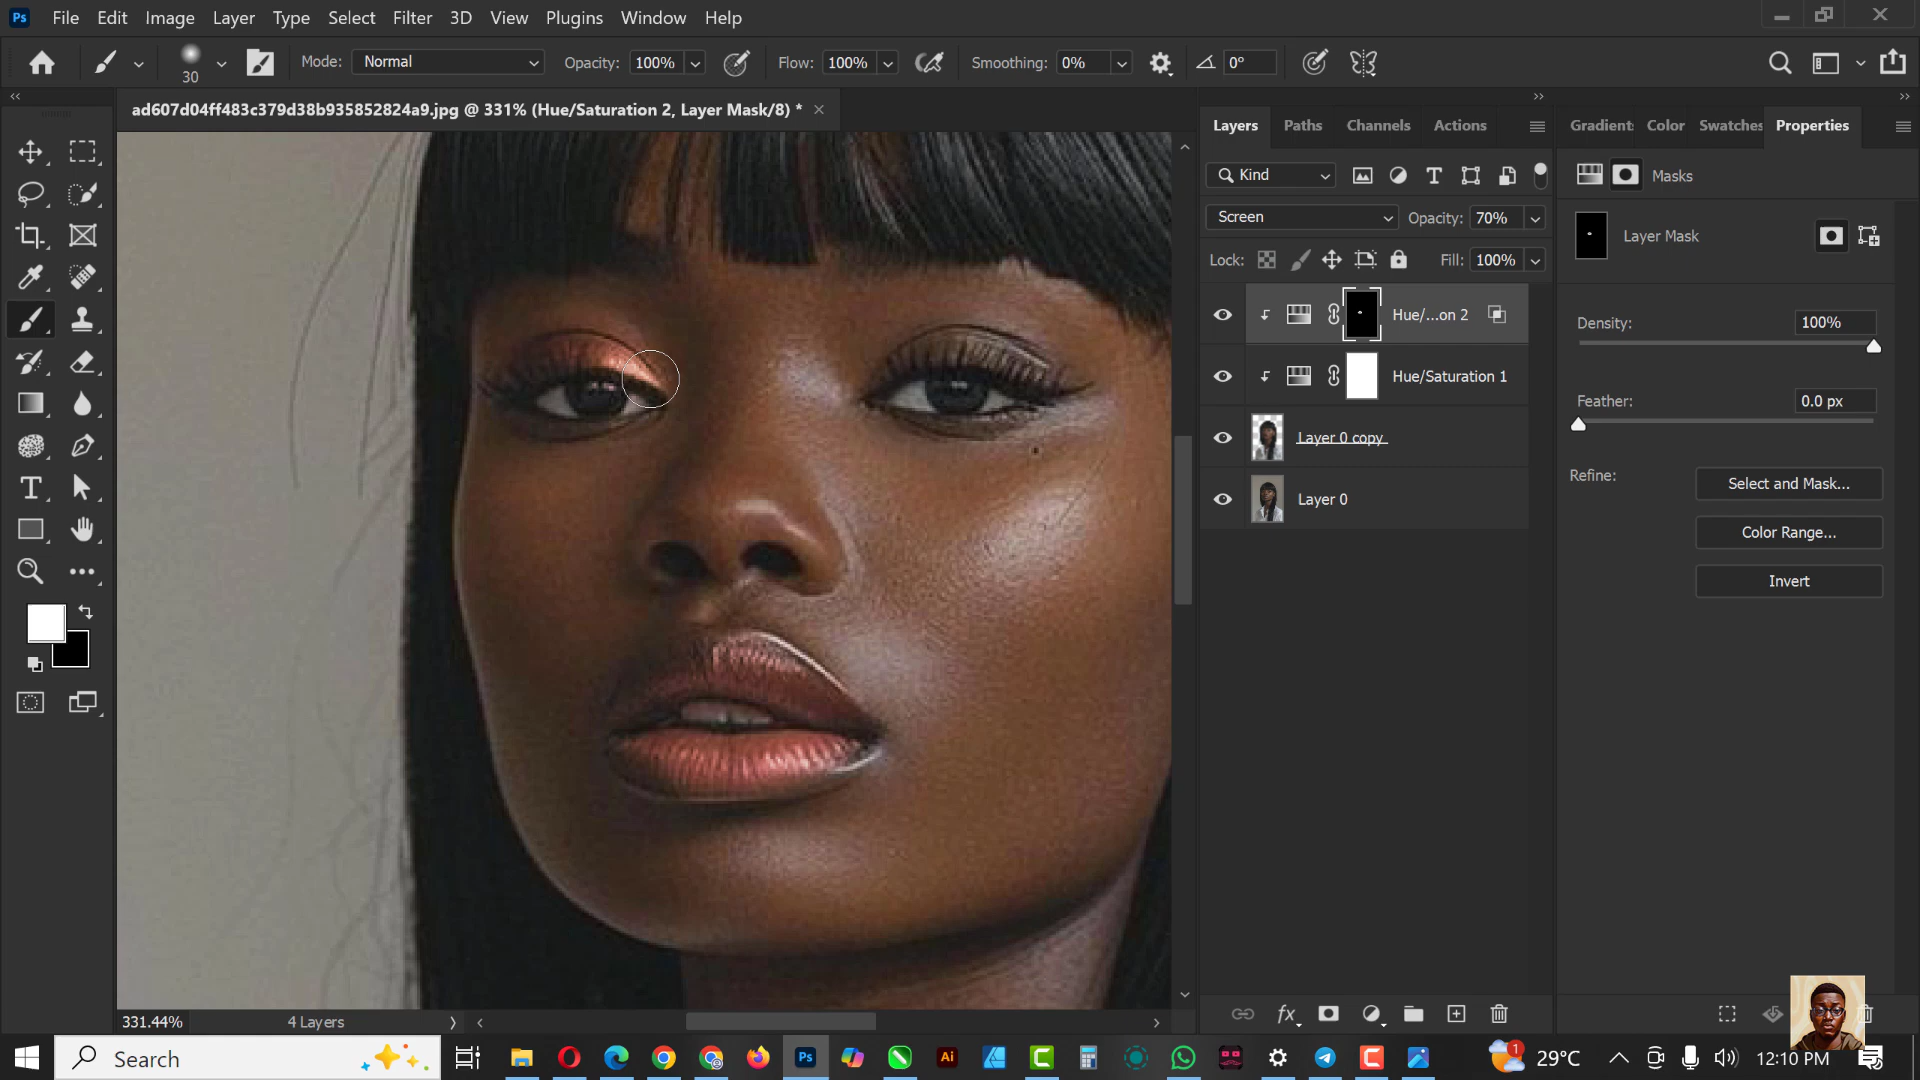 Ps File Edit Image Layer Type Select Filter 3D View Plugins Window Help
30 Mode: Normal Opacity: 100% Flow: 100% Smoothing: 0% 0°
ad607d04ff483c379d38b935852824a9.jpg @ 331% (Hue/Saturation 2, Layer Mask/8) *
Layers Paths Channels Actions
Gradient Color Swatches Properties
Kind
Masks
Screen Opacity: 70%
Layer Mask
Lock: Fill: 100%
Hue/...on 2
Density: 100%
Hue/Saturation 1
Feather: 0.0 px
Layer 0 copy
Refine: Select and Mask...
Layer 0
Color Range...
Invert
331.44% 4 Layers
Search
Ps Ai
1 29°C 12:10 PM